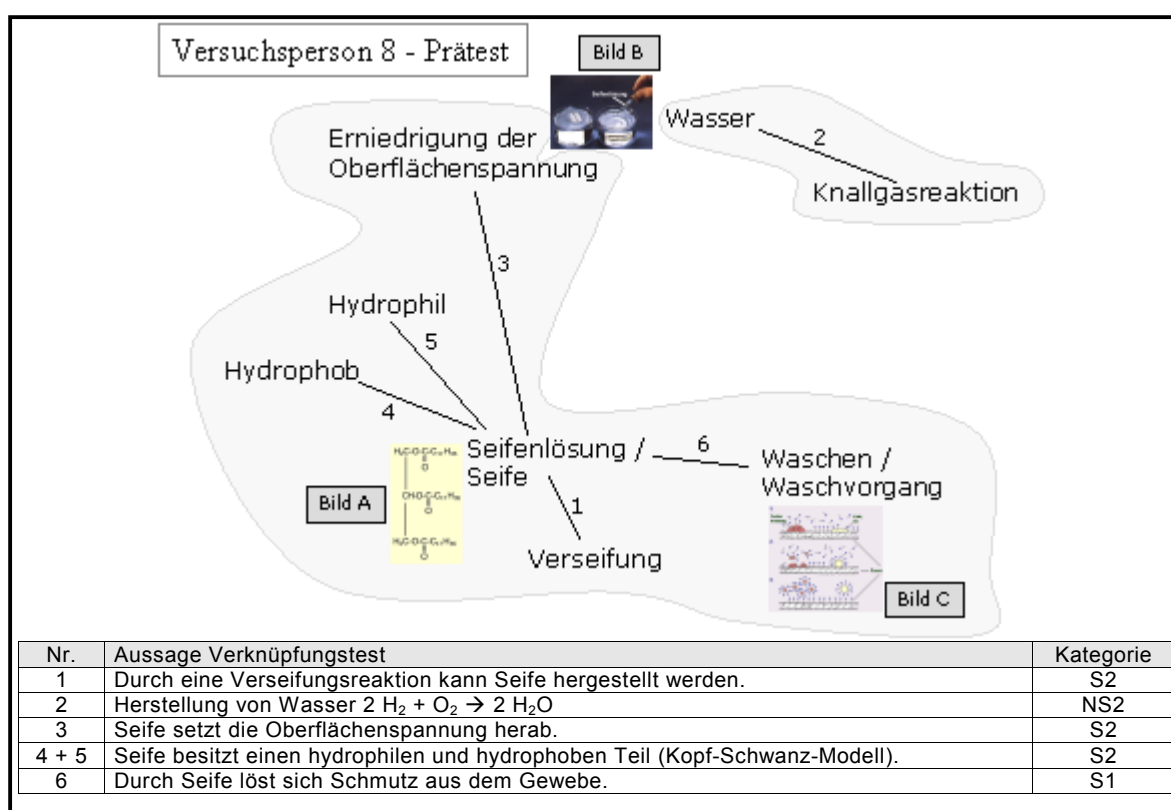 Versuchsperson 8 - Prätest
Bild B
Seifenlösung
Wasser
2
Knallgasreaktion
Erniedrigung der
Oberflächenspannung
3
Hydrophil
5
Hydrophob
4
Seifenlösung /
Seife
6
Waschen /
Waschvorgang
Bild A
1
Verseifung
Bild C
Nr. Aussage Verknüpfungstest Kategorie
1 Durch eine Verseifungsreaktion kann Seife hergestellt werden. S2
2 Herstellung von Wasser 2 H₂ + O₂ → 2 H₂O NS2
3 Seife setzt die Oberflächenspannung herab. S2
4 + 5 Seife besitzt einen hydrophilen und hydrophoben Teil (Kopf-Schwanz-Modell). S2
6 Durch Seife löst sich Schmutz aus dem Gewebe. S1